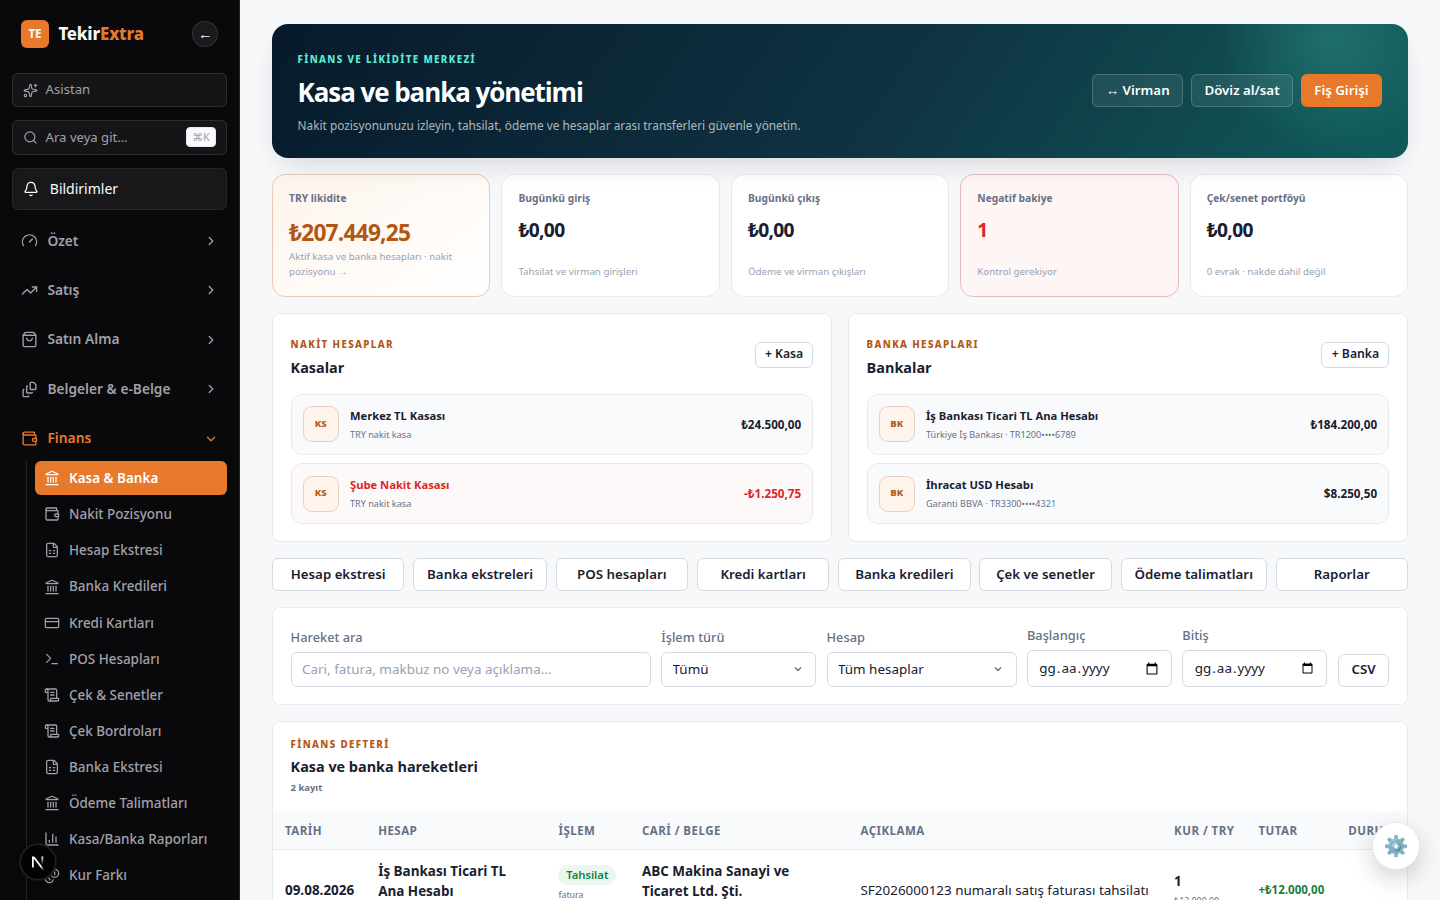 TE TekirExtra ←
Asistan
Ara veya git... ⌘K
Bildirimler
Özet
Satış
Satın Alma
Belgeler & e-Belge
Finans
Kasa & Banka
Nakit Pozisyonu
Hesap Ekstresi
Banka Kredileri
Kredi Kartları
POS Hesapları
Çek & Senetler
Çek Bordroları
Banka Ekstresi
Ödeme Talimatları
Kasa/Banka Raporları
Kur Farkı
N
FİNANS VE LİKİDİTE MERKEZİ
Kasa ve banka yönetimi
Nakit pozisyonunuzu izleyin, tahsilat, ödeme ve hesaplar arası transferleri güvenle yönetin.
↔ Virman
Döviz al/sat
Fiş Girişi
TRY likidite
₺207.449,25
Aktif kasa ve banka hesapları · nakit
pozisyonu →
Bugünkü giriş
₺0,00
Tahsilat ve virman girişleri
Bugünkü çıkış
₺0,00
Ödeme ve virman çıkışları
Negatif bakiye
1
Kontrol gerekiyor
Çek/senet portföyü
₺0,00
0 evrak · nakde dahil değil
NAKİT HESAPLAR
Kasalar
+ Kasa
KS
Merkez TL Kasası
TRY nakit kasa
₺24.500,00
KS
Şube Nakit Kasası
TRY nakit kasa
-₺1.250,75
BANKA HESAPLARI
Bankalar
+ Banka
BK
İş Bankası Ticari TL Ana Hesabı
Türkiye İş Bankası · TR1200••••6789
₺184.200,00
BK
İhracat USD Hesabı
Garanti BBVA · TR3300••••4321
$8.250,50
Hesap ekstresi
Banka ekstreleri
POS hesapları
Kredi kartları
Banka kredileri
Çek ve senetler
Ödeme talimatları
Raporlar
Hareket ara
Cari, fatura, makbuz no veya açıklama...
İşlem türü
Tümü
Hesap
Tüm hesaplar
Başlangıç
gg.aa.yyyy
Bitiş
gg.aa.yyyy
CSV
FİNANS DEFTERİ
Kasa ve banka hareketleri
2 kayıt
TARİH HESAP İŞLEM CARİ / BELGE AÇIKLAMA KUR / TRY TUTAR
09.08.2026
İş Bankası Ticari TL
Ana Hesabı
Tahsilat
fatura
ABC Makina Sanayi ve
Ticaret Ltd. Şti.
SF2026000123 numaralı satış faturası tahsilatı
1
+₺12.000,00